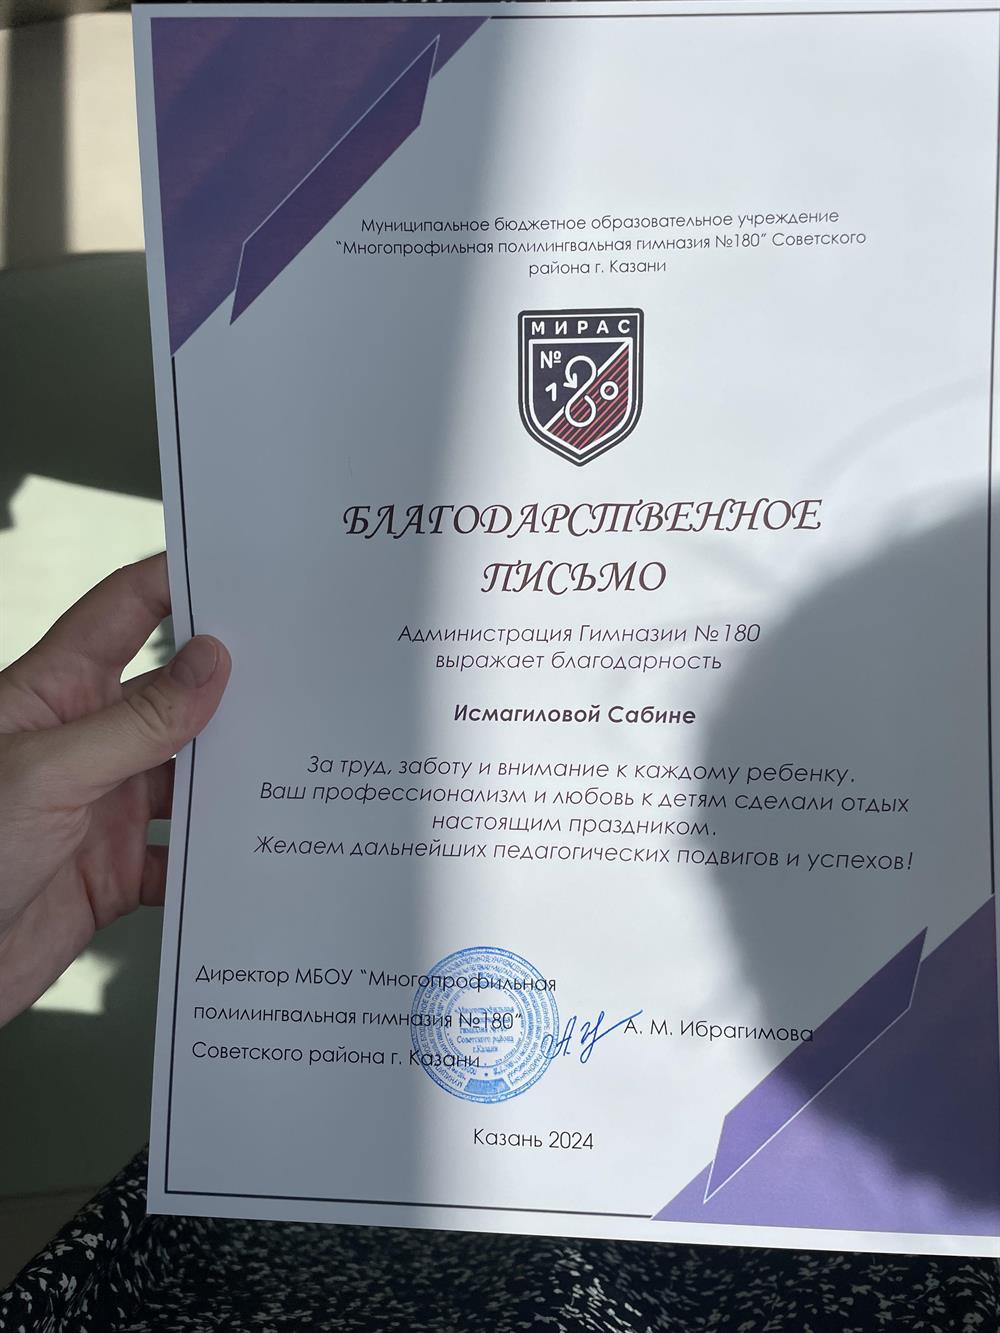 Муниципальное бюджетное образовательное учреждение
“Многопрофильная полилингвальная гимназия №180” Советского
района г. Казани
МИРАС
№
180
БЛАГОДАРСТВЕННОЕ
ПИСЬМО
Администрация Гимназии №180
выражает благодарность
Исмагиловой Сабине
За труд, заботу и внимание к каждому ребенку.
Ваш профессионализм и любовь к детям сделали отдых
настоящим праздником.
Желаем дальнейших педагогических подвигов и успехов!
Директор МБОУ “Многопрофильная
полилингвальная гимназия №180”
Советского района г. Казани
А. М. Ибрагимова
Казань 2024